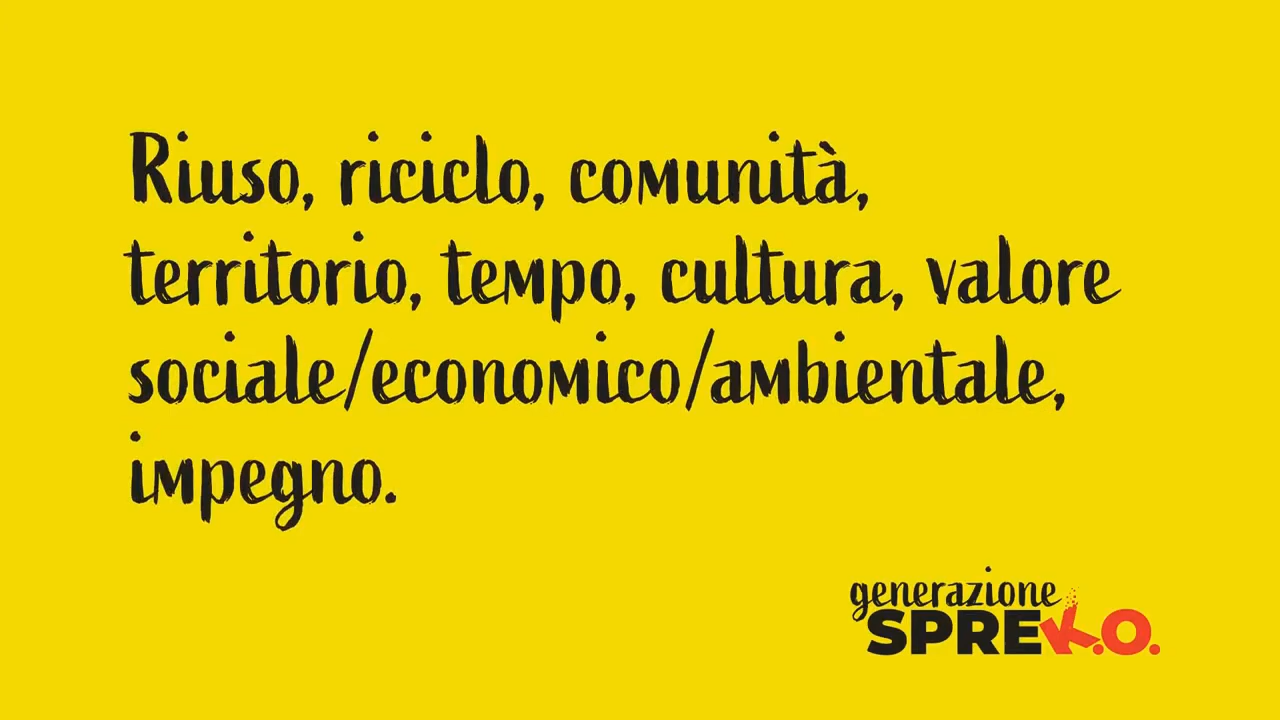 Riuso, riciclo, comunità,
territorio, tempo, cultura, valore
sociale/economico/ambientale,
impegno.
generazione
SPREK.O.